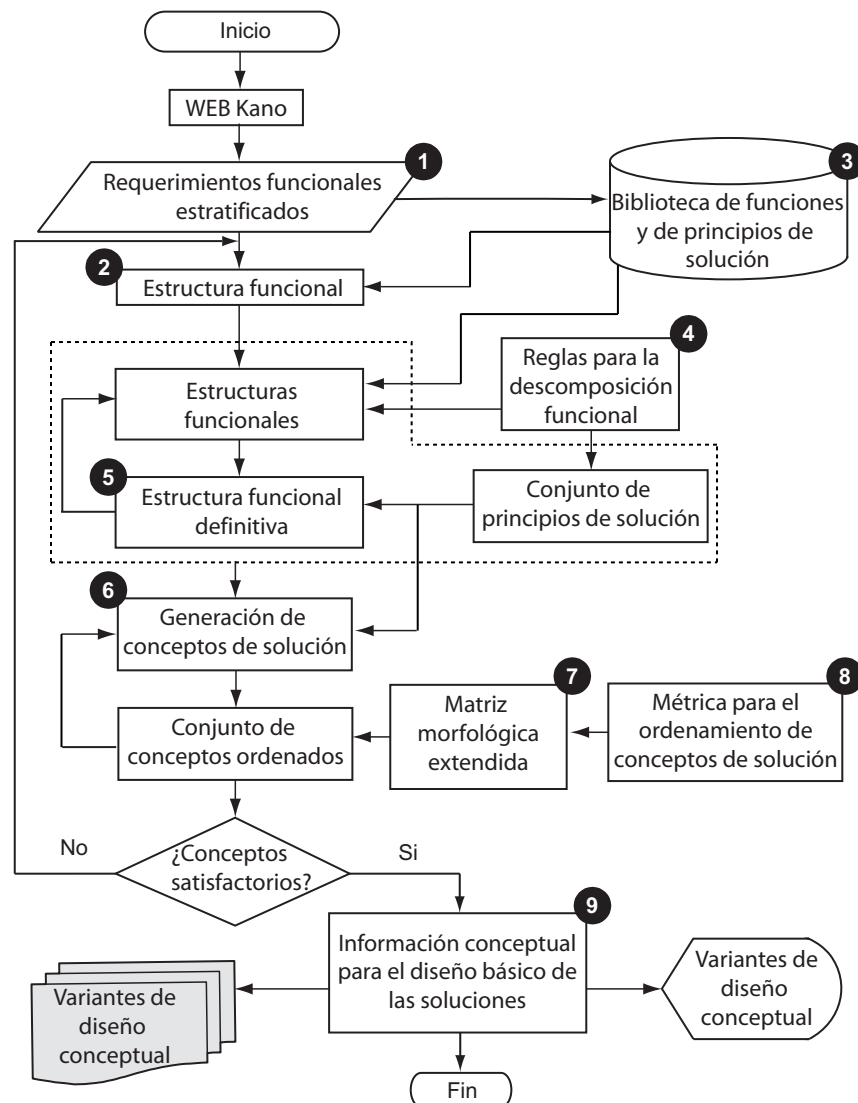 Inicio
WEB Kano
1
Requerimientos funcionales
estratificados
3
Biblioteca de funciones
y de principios de
solución
2
Estructura funcional
4
Reglas para la
descomposición
funcional
Estructuras
funcionales
5
Estructura funcional
definitiva
Conjunto de
principios de solución
6
Generación de
conceptos de solución
7
Matriz
morfológica
extendida
8
Métrica para el
ordenamiento de
conceptos de solución
Conjunto de
conceptos ordenados
No
¿Conceptos
satisfactorios?
Si
9
Información conceptual
para el diseño básico de
las soluciones
Variantes de
diseño
conceptual
Variantes de
diseño
conceptual
Fin